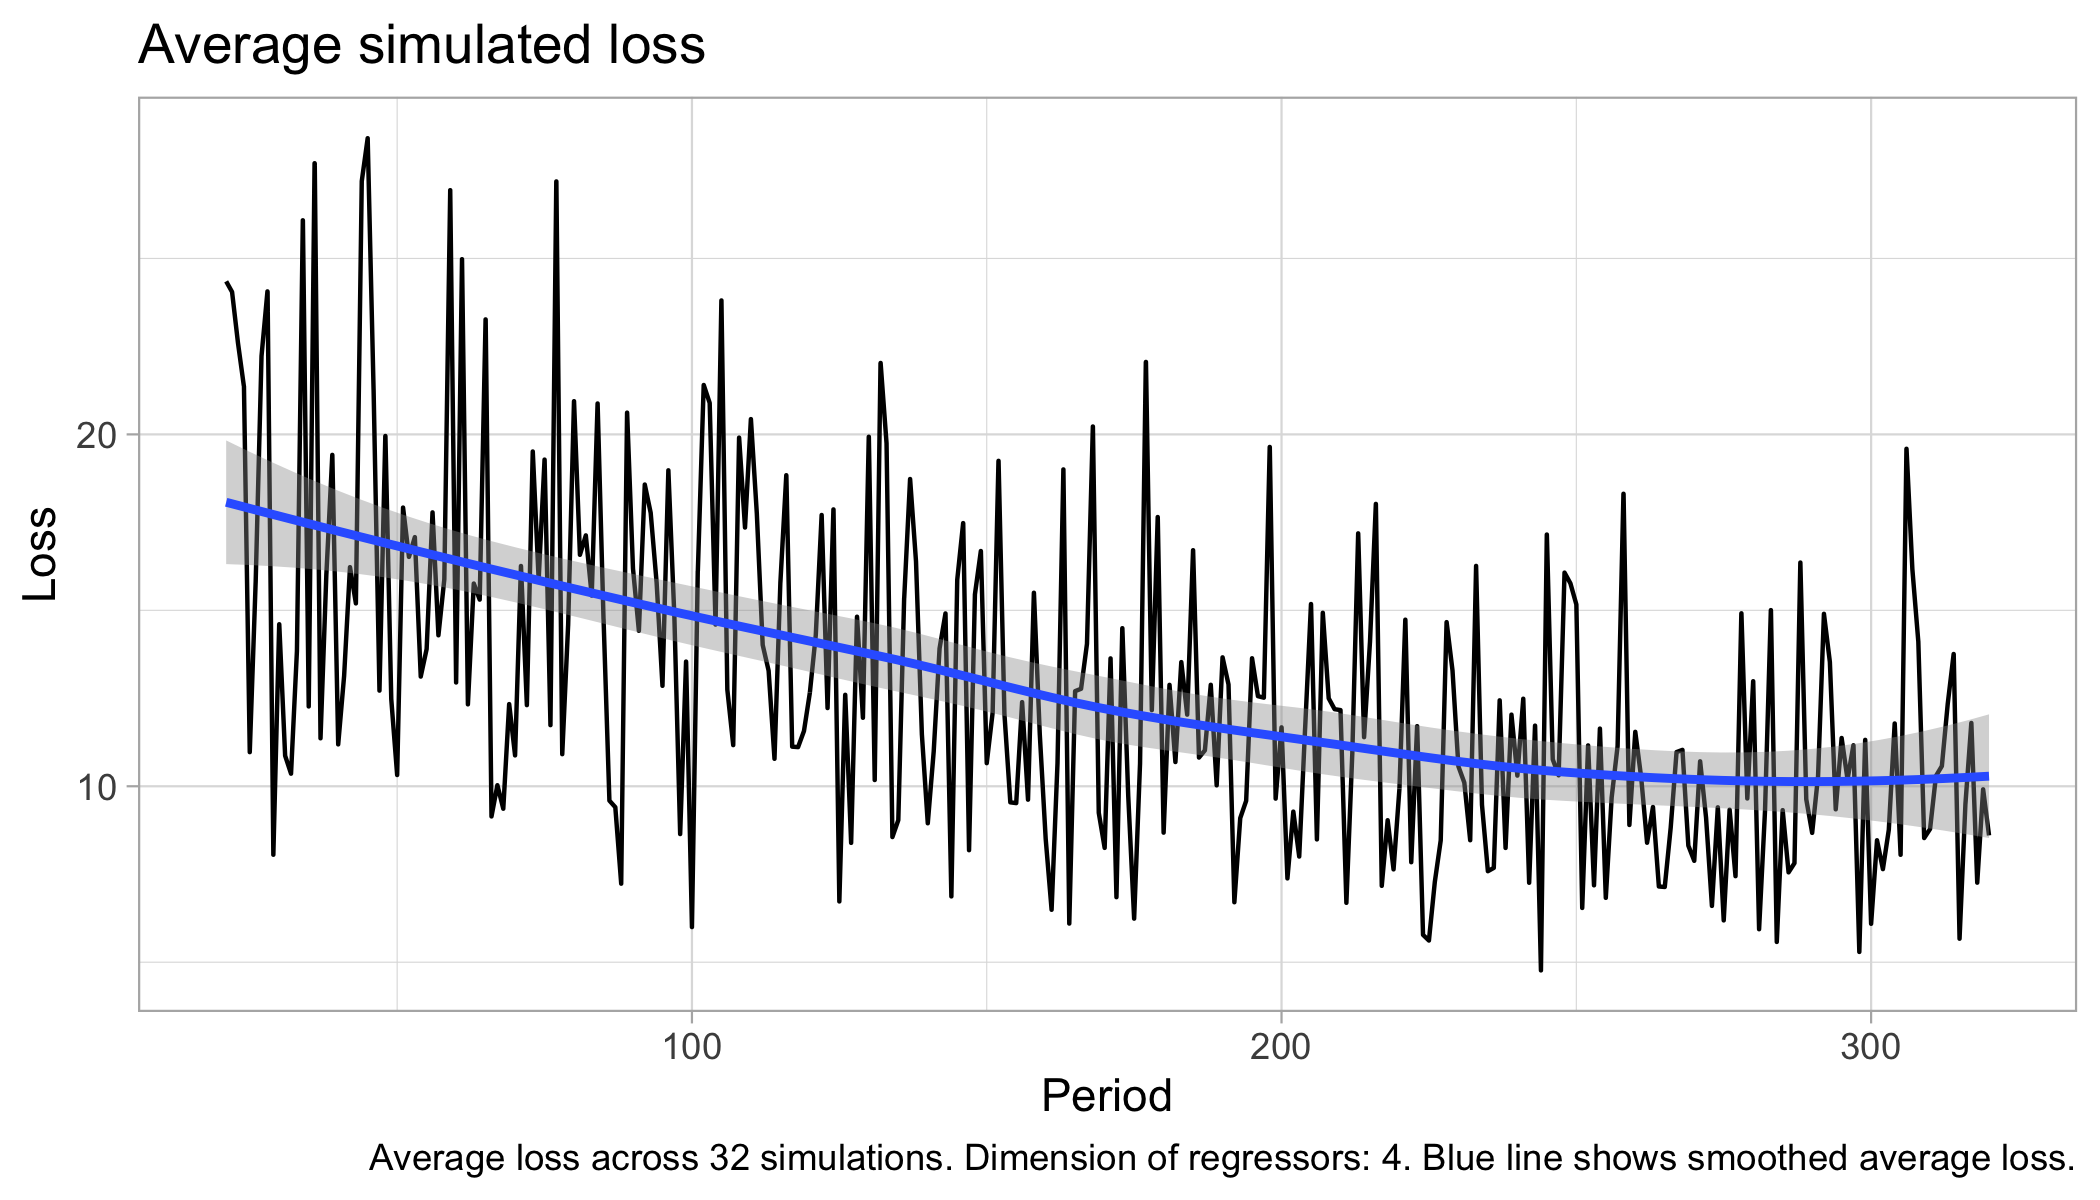 Average simulated loss
Loss
20
10
100 200 300
Period
Average loss across 32 simulations. Dimension of regressors: 4. Blue line shows smoothed average loss.